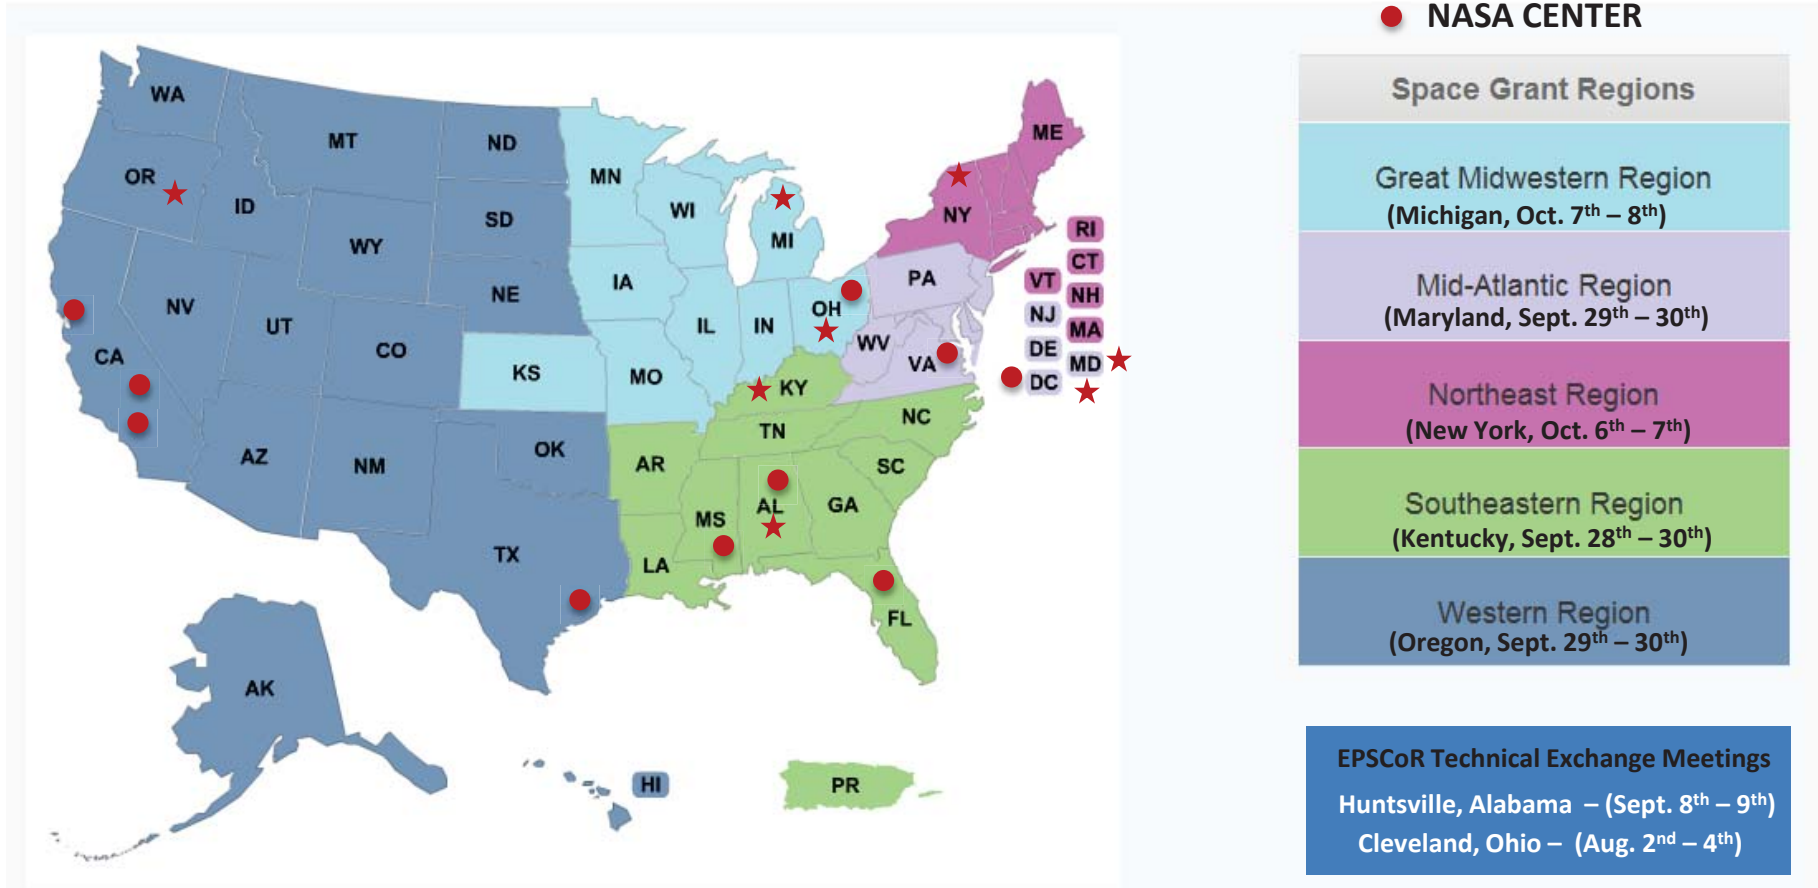 NASA CENTER
Space Grant Regions
Great Midwestern Region
(Michigan, Oct. 7th – 8th)
Mid-Atlantic Region
(Maryland, Sept. 29th – 30th)
Northeast Region
(New York, Oct. 6th – 7th)
Southeastern Region
(Kentucky, Sept. 28th – 30th)
Western Region
(Oregon, Sept. 29th – 30th)
EPSCoR Technical Exchange Meetings
Huntsville, Alabama – (Sept. 8th – 9th)
Cleveland, Ohio – (Aug. 2nd – 4th)
WA
MT
ND
OR
ID
SD
WY
NE
NV
UT
CO
CA
AZ
NM
OK
TX
AK
HI
MN
WI
MI
IA
IL
IN
OH
KS
MO
KY
TN
NC
AR
SC
MS
AL
GA
LA
FL
PR
ME
NY
PA
WV
VA
RI
CT
VT
NH
NJ
MA
DE
MD
DC